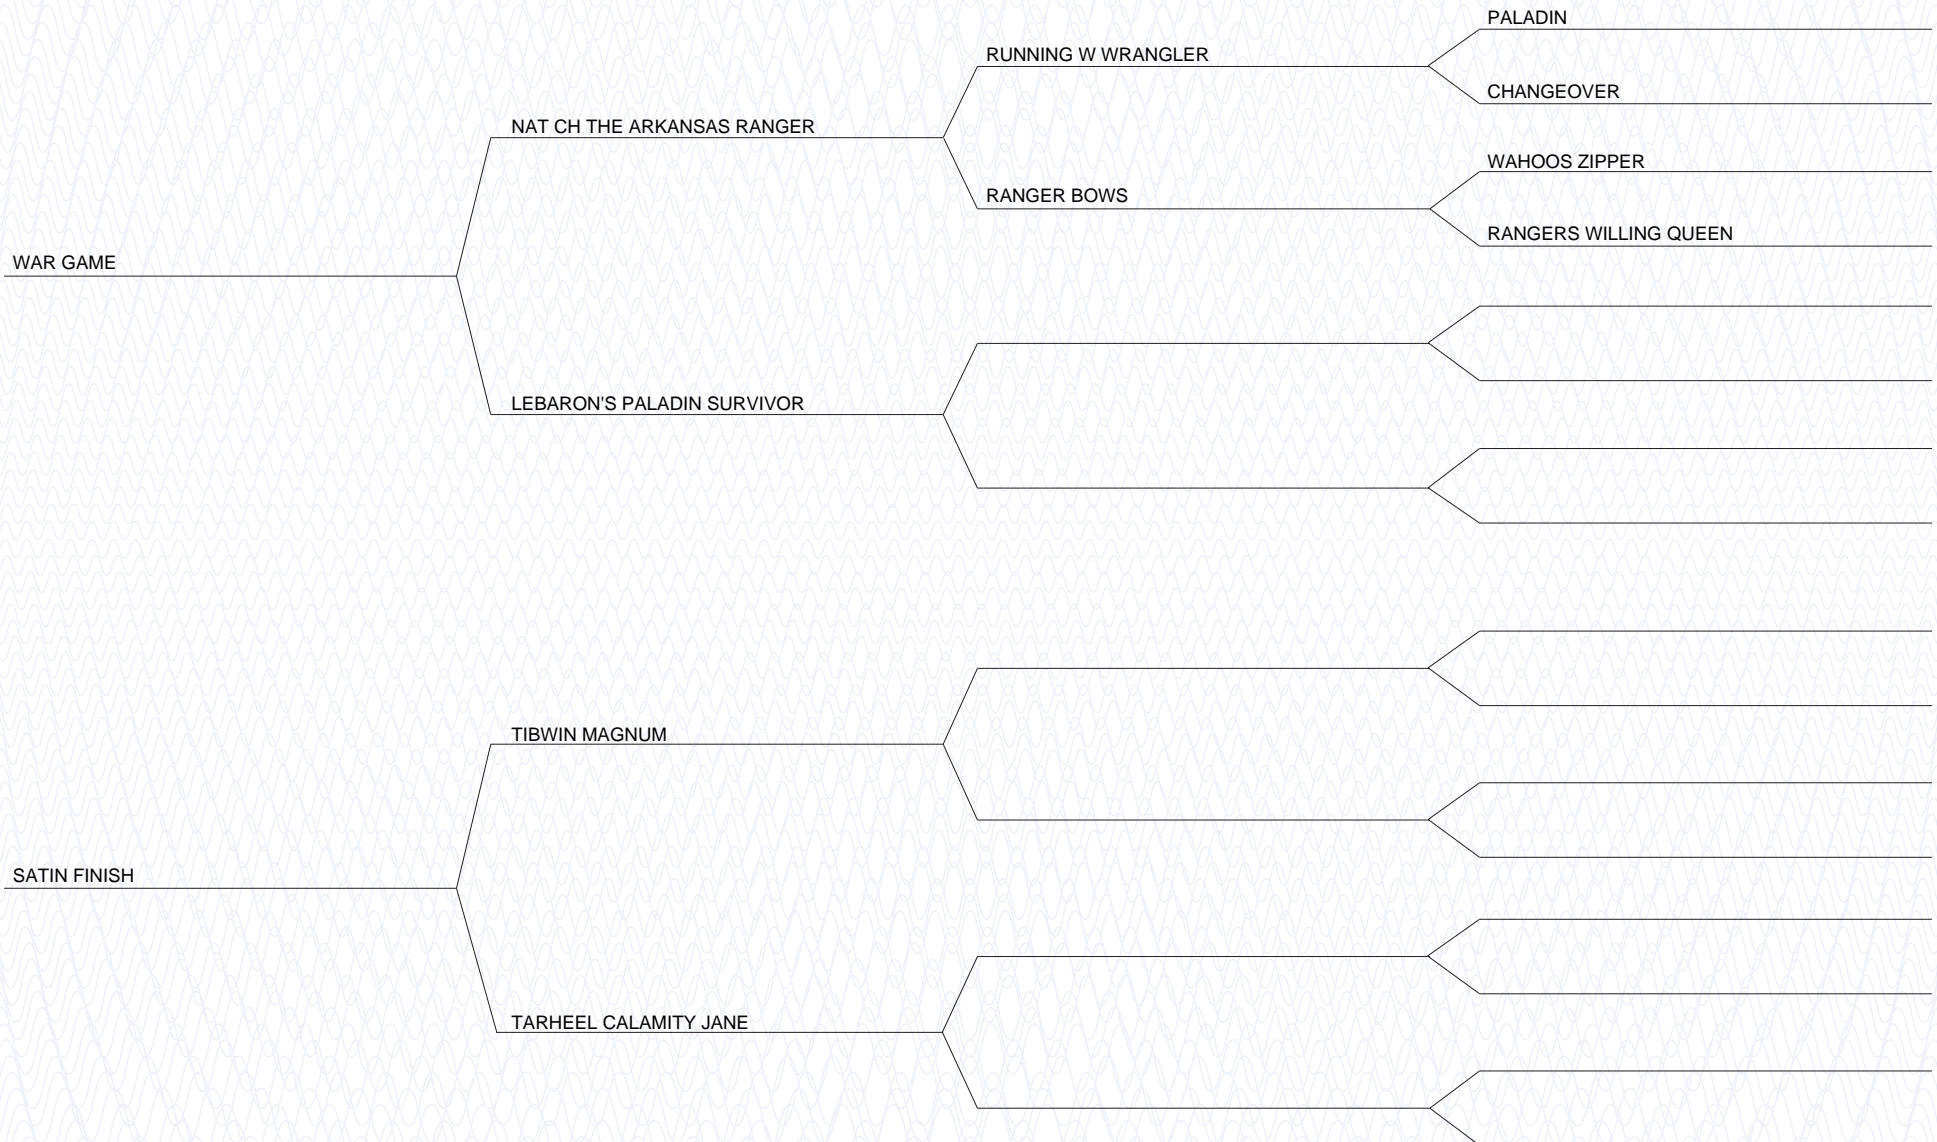 PALADIN
RUNNING W WRANGLER
CHANGEOVER
NAT CH THE ARKANSAS RANGER
WAHOOS ZIPPER
RANGER BOWS
RANGERS WILLING QUEEN
WAR GAME
LEBARON'S PALADIN SURVIVOR
TIBWIN MAGNUM
SATIN FINISH
TARHEEL CALAMITY JANE